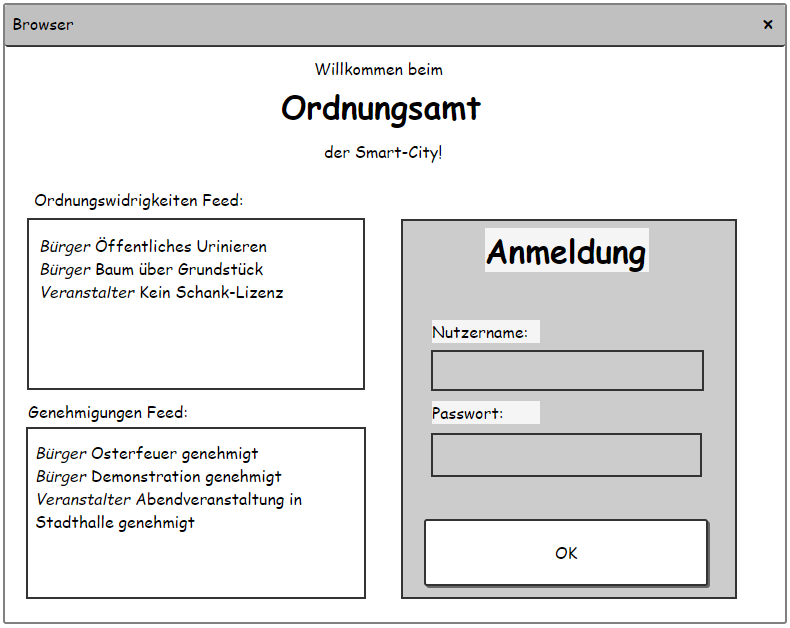 Browser
Willkommen beim
Ordnungsamt
der Smart-City!
Ordnungswidrigkeiten Feed:
Bürger Öffentliches Urinieren
Bürger Baum über Grundstück
Veranstalter Kein Schank-Lizenz
Genehmigungen Feed:
Bürger Osterfeuer genehmigt
Bürger Demonstration genehmigt
Veranstalter Abendveranstaltung in
Stadthalle genehmigt
Anmeldung
Nutzername:
Passwort:
OK